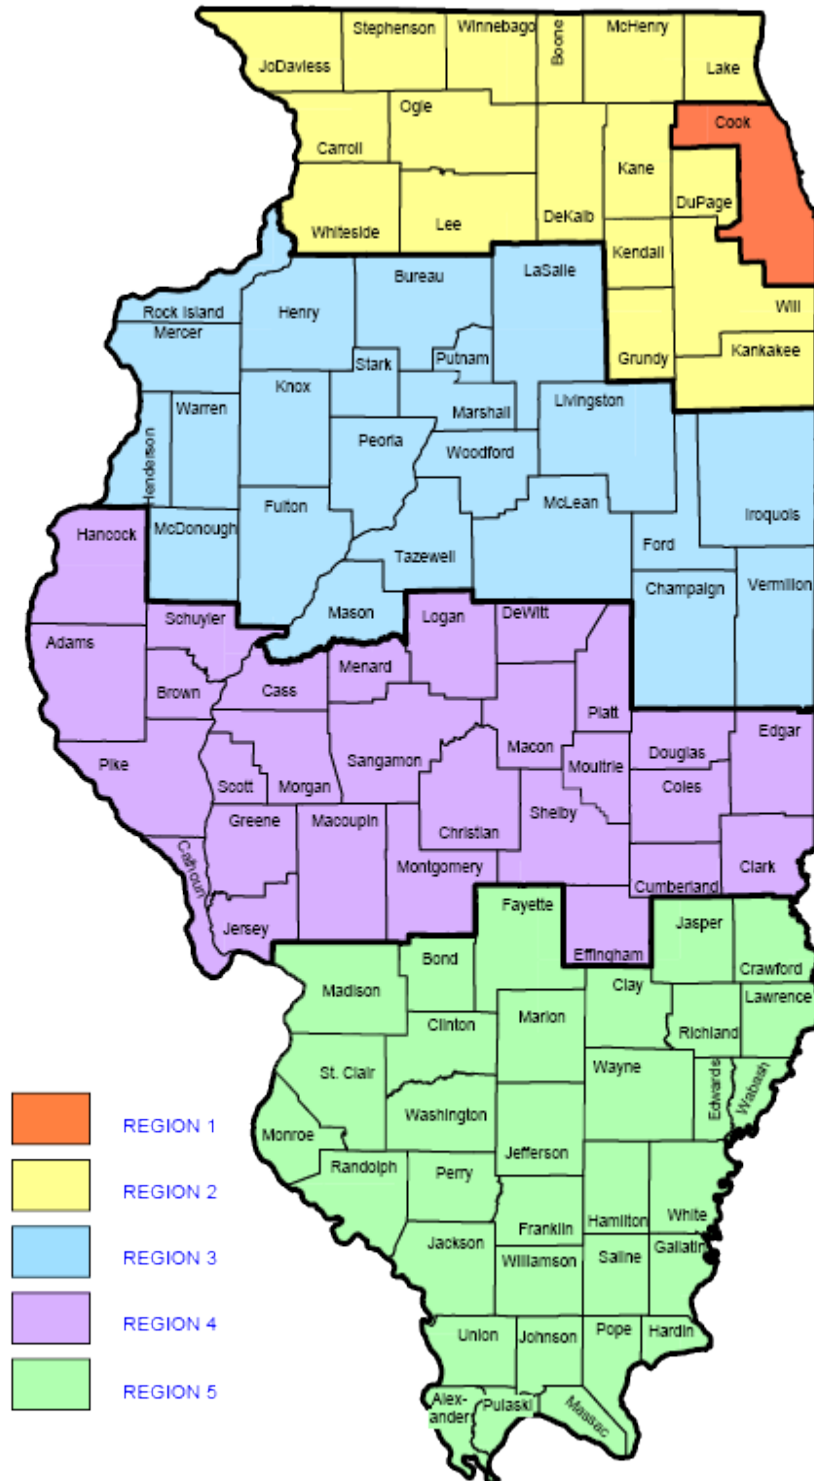 Stephenson
Winnebago
Boone
McHenry
JoDaviess
Lake
Ogle
Cook
Carroll
Kane
DuPage
Whiteside
Lee
DeKalb
Kendall
Bureau
LaSalle
Rock Island
Henry
Will
Mercer
Stark
Putnam
Grundy
Kankakee
Knox
Warren
Marshall
Livingston
Henderson
Peoria
Woodford
Fulton
McLean
Iroquois
Hancock
McDonough
Tazewell
Ford
Champaign
Vermilion
Schuyler
Mason
Logan
DeWitt
Adams
Menard
Brown
Cass
Piatt
Pike
Sangamon
Macon
Moultrie
Douglas
Edgar
Scott
Morgan
Coles
Greene
Macoupin
Christian
Shelby
Calhoun
Montgomery
Cumberland
Clark
Jersey
Fayette
Effingham
Jasper
Bond
Crawford
Madison
Clay
Lawrence
Clinton
Marion
Richland
St. Clair
Wayne
Edwards
Wabash
Washington
Monroe
Jefferson
Randolph
Perry
Franklin
Hamilton
White
Jackson
Williamson
Saline
Gallatin
Union
Johnson
Pope
Hardin
Alex-
ander
Pulaski
Massac
REGION 1
REGION 2
REGION 3
REGION 4
REGION 5